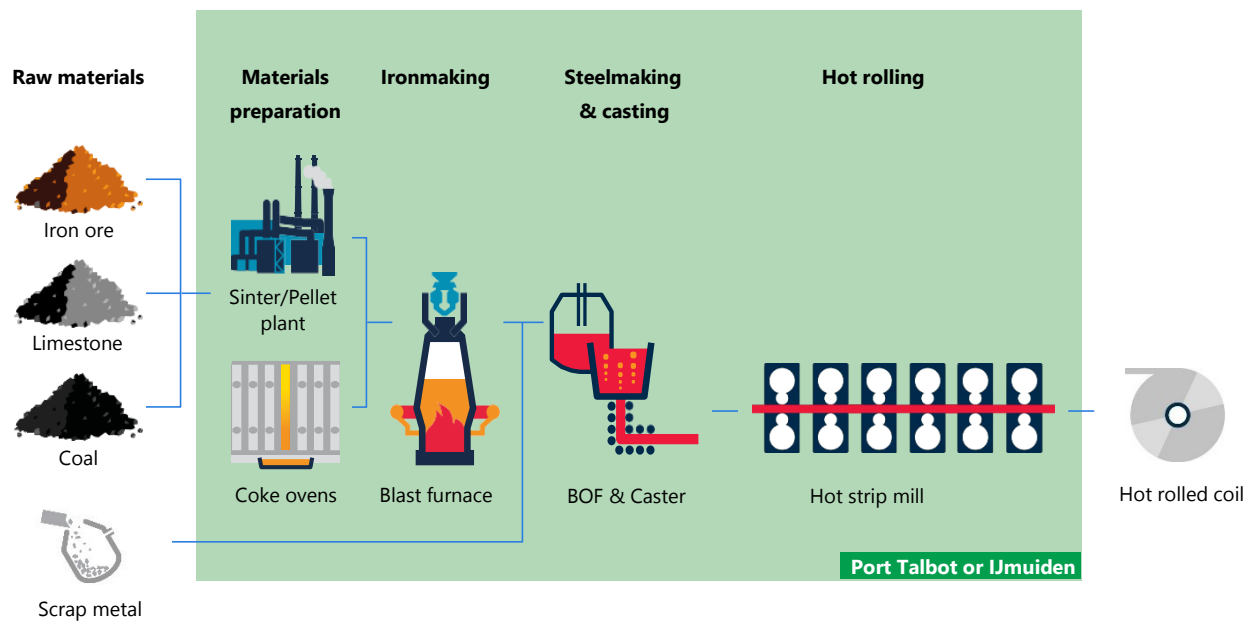 Raw materials
Materials
preparation
Ironmaking
Steelmaking
& casting
Hot rolling
Iron ore
Limestone
Coal
Scrap metal
Sinter/Pellet
plant
Coke ovens
Blast furnace
BOF & Caster
Hot strip mill
Hot rolled coil
Port Talbot or IJmuiden